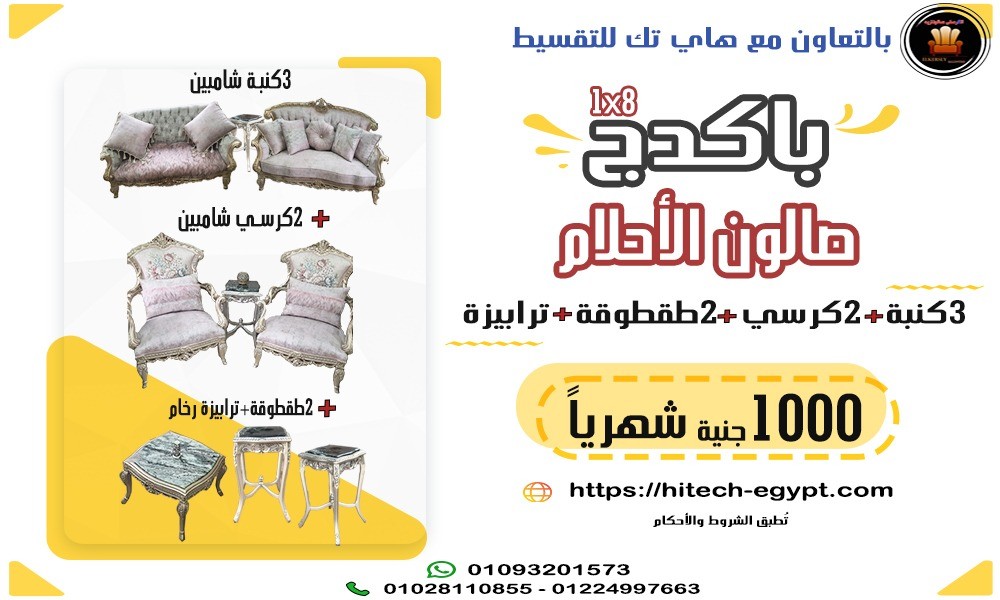 بالتعاون مع هاي تك للتقسيط
باكدج 1x8
صالون الأحلام
3كنبة+2كرسي+2طقطوقة+ترابيزة
1000 جنية شهرياً
https://hitech-egypt.com
تُطبق الشروط والأحكام
3كنبة شامبين
+ 2كرسي شامبين
+ 2طقطوقة+ترابيزة رخام
01093201573
01028110855 - 01224997663